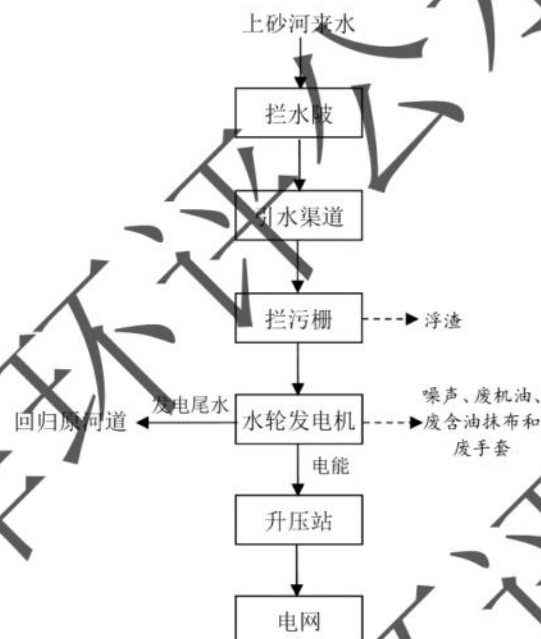 上砂河来水
拦水陂
引水渠道
拦污栅
浮渣
噪声、废机油、
废含油抹布和
废手套
发电尾水
回归原河道
水轮发电机
电能
升压站
电网